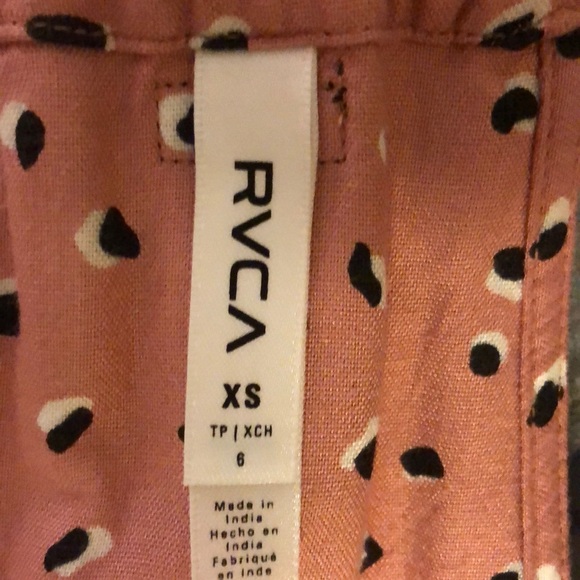 RVCA
XS
TP | XCH
6
Made in
India
Hecho en
India
Fabriqué
en Inde